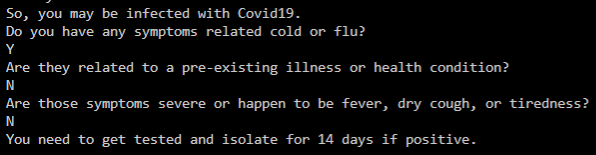 So, you may be infected with Covid19.
Do you have any symptoms related cold or flu?
Y
Are they related to a pre-existing illness or health condition?
N
Are those symptoms severe or happen to be fever, dry cough, or tiredness?
N
You need to get tested and isolate for 14 days if positive.